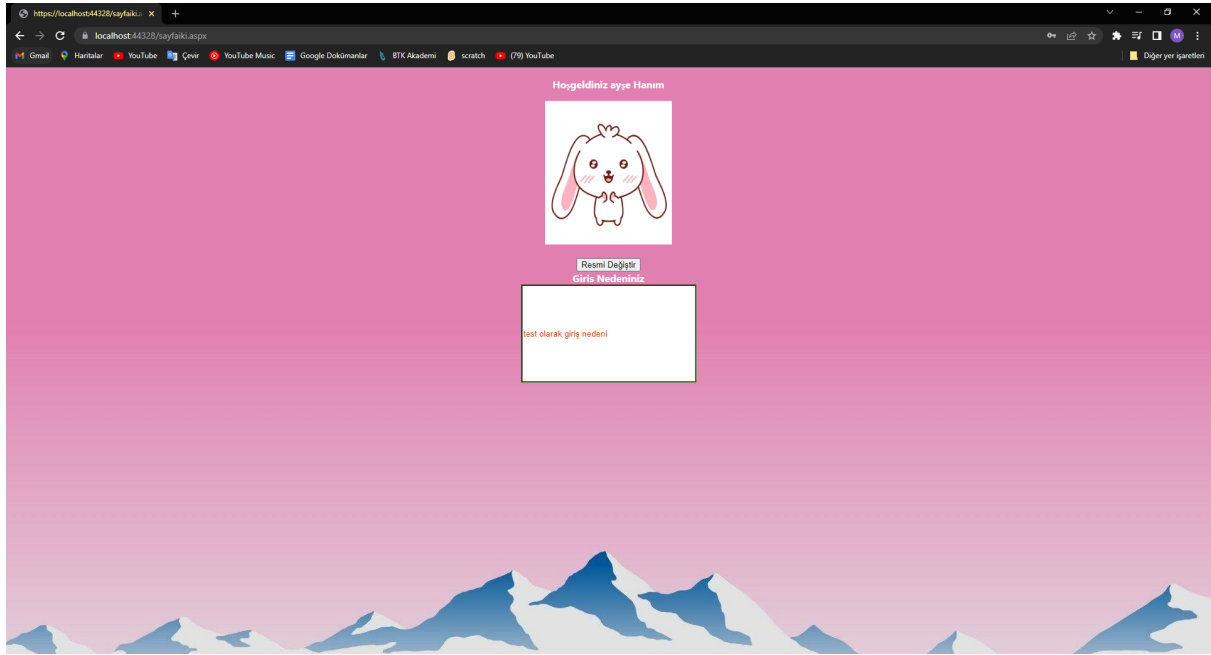 https://localhost:44328/sayfaiki.a
localhost:44328/sayfaiki.aspx
M
Gmail Haritalar YouTube Çevir YouTube Music Google Dokümanlar BTK Akademi scratch (79) YouTube Diğer yer işaretleri
Hoşgeldiniz ayşe Hanım
Resmi Değiştir
Giris Nedeniniz
test olarak giriş nedeni